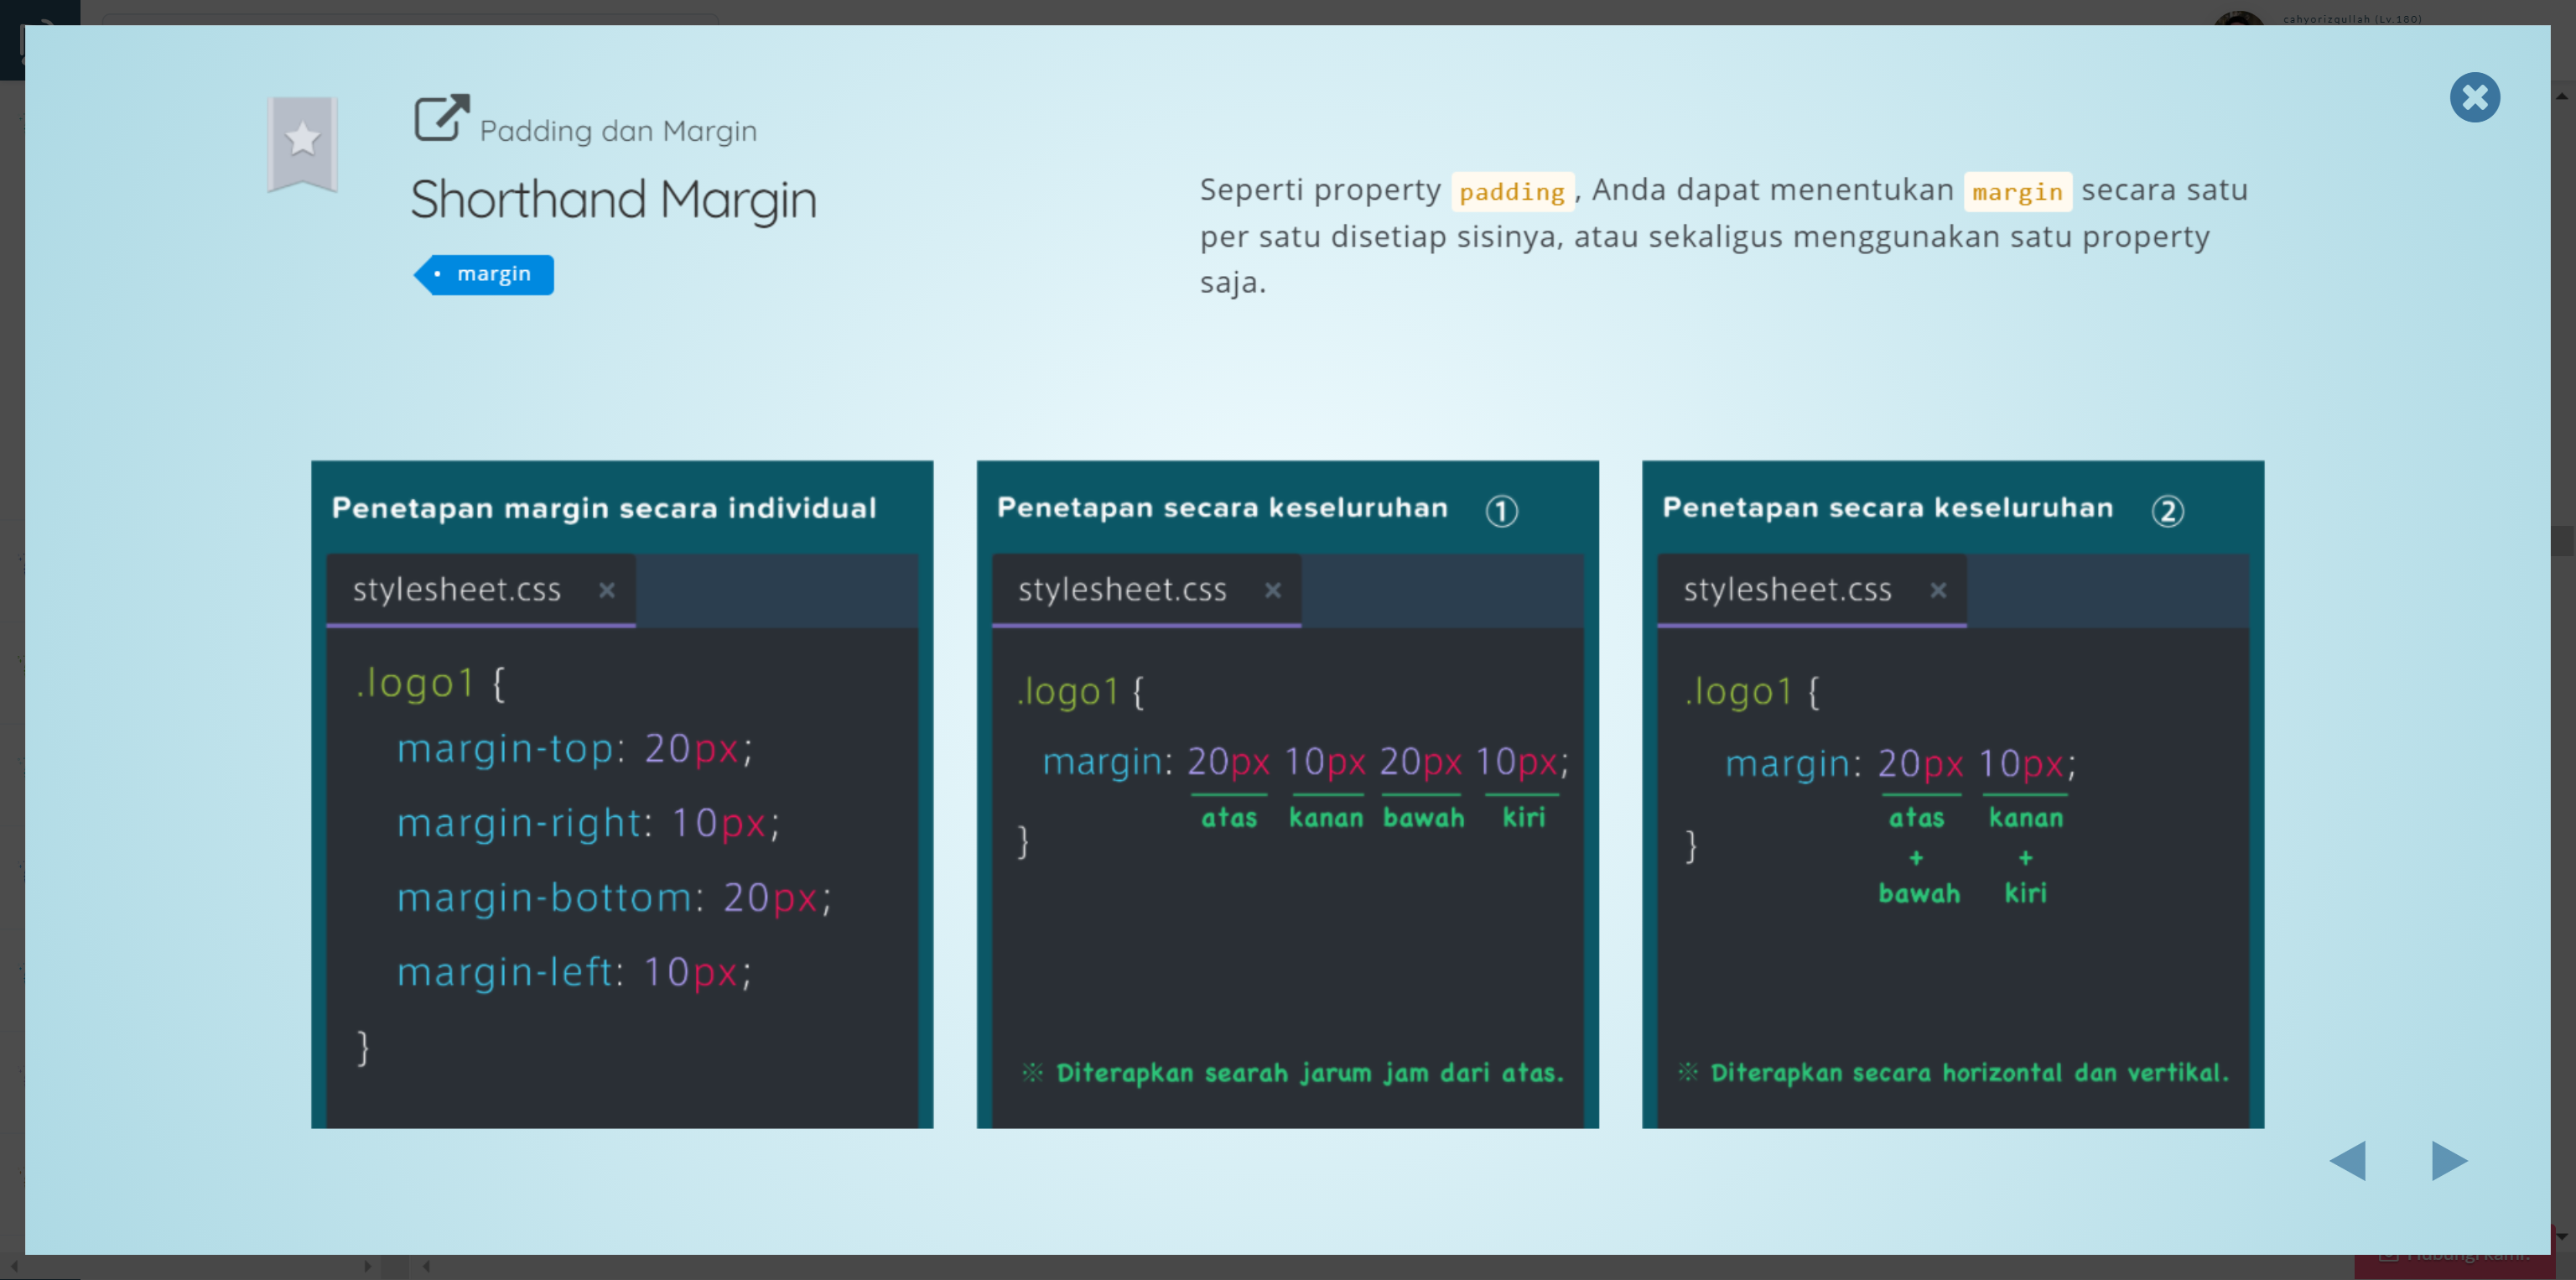 cahyorizqullah (Lv.180)
Padding dan Margin
Shorthand Margin
margin
Seperti property padding, Anda dapat menentukan margin secara satu
per satu disetiap sisinya, atau sekaligus menggunakan satu property
saja.
Penetapan margin secara individual
stylesheet.css ×
.logo1 {
margin-top: 20px;
margin-right: 10px;
margin-bottom: 20px;
margin-left: 10px;
}
Penetapan secara keseluruhan ①
stylesheet.css ×
.logo1 {
margin: 20px 10px 20px 10px;
atas kanan bawah kiri
}
※ Diterapkan searah jarum jam dari atas.
Penetapan secara keseluruhan ②
stylesheet.css ×
.logo1 {
margin: 20px 10px;
atas kanan
}
+ +
bawah kiri
※ Diterapkan secara horizontal dan vertikal.
Hubungi kami.